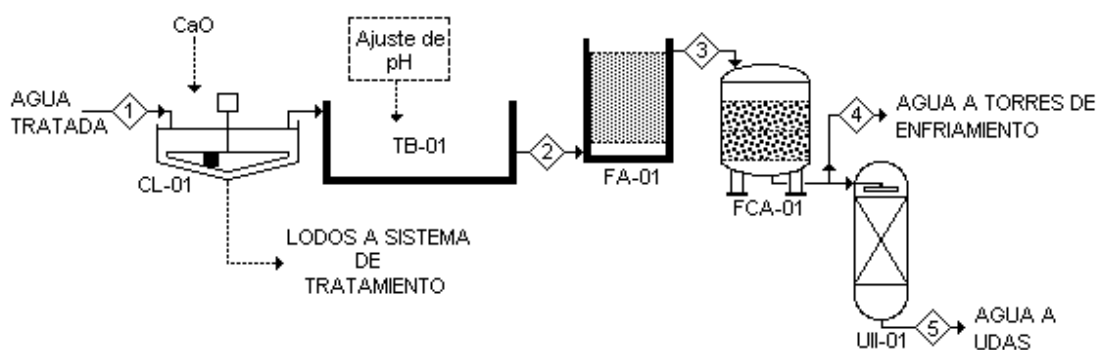 CaO
Ajuste de
pH
AGUA
TRATADA
1
CL-01
TB-01
2
FA-01
3
FCA-01
4
AGUA A TORRES DE
ENFRIAMIENTO
LODOS A SISTEMA
DE
TRATAMIENTO
UII-01
5
AGUA A
UDAS